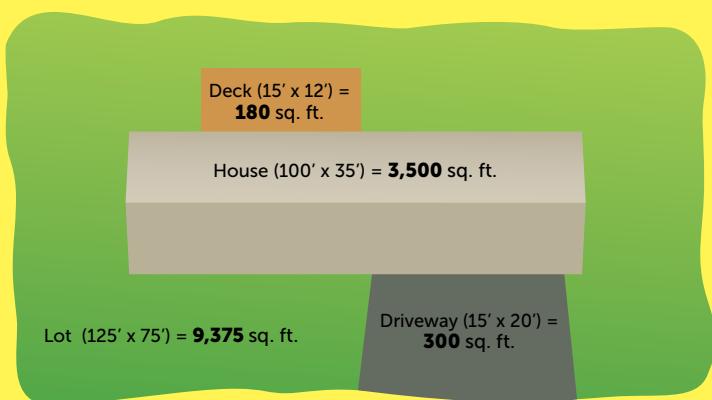 Deck (15′ x 12′) =
180 sq. ft.
House (100′ x 35′) = 3,500 sq. ft.
Driveway (15′ x 20′) =
300 sq. ft.
Lot (125′ x 75′) = 9,375 sq. ft.